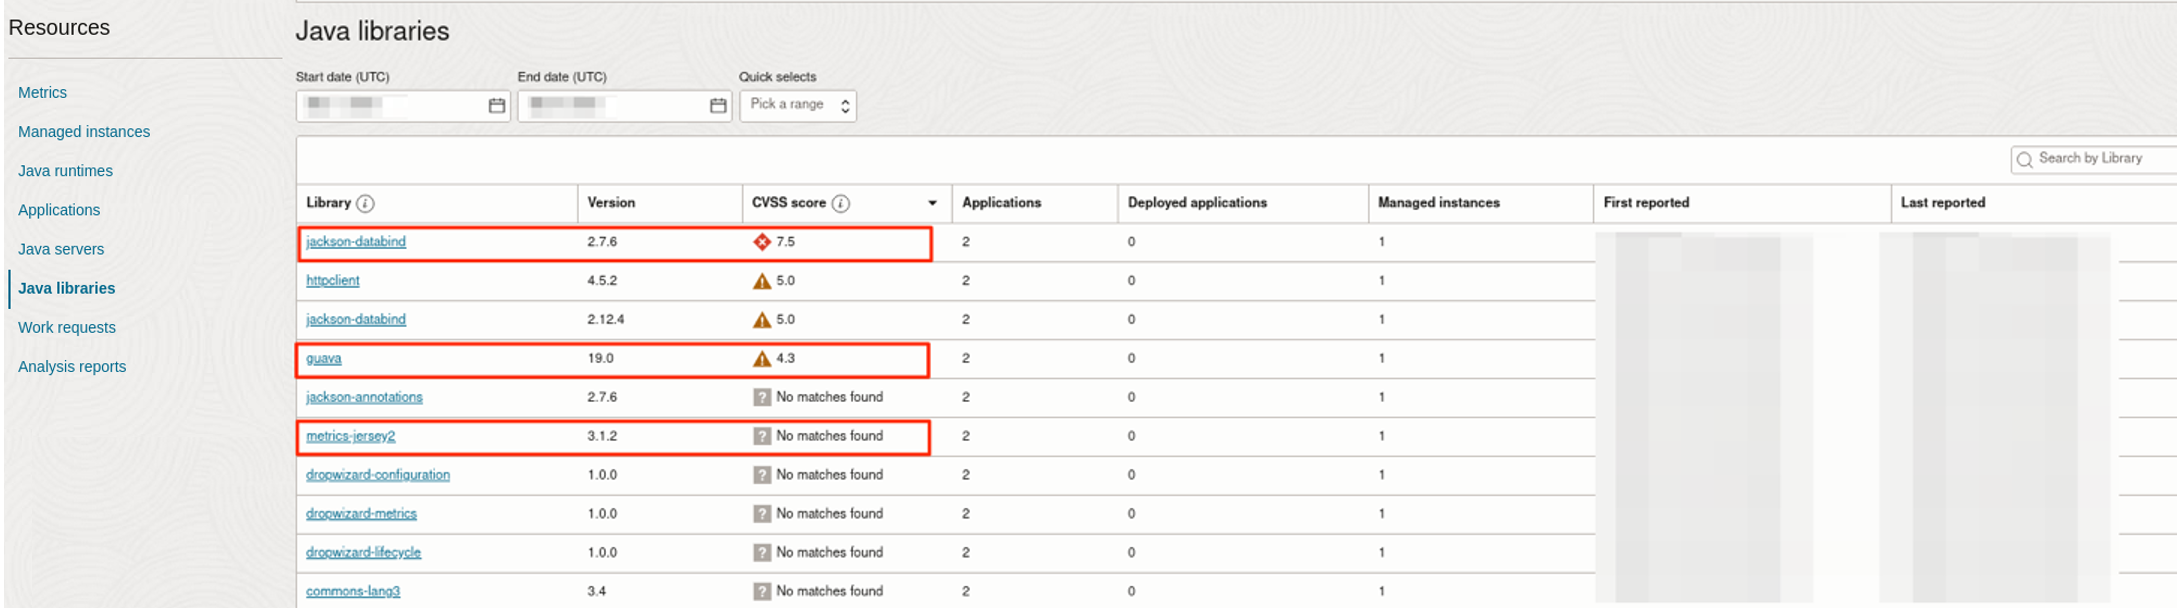 Resources
Metrics
Managed instances
Java runtimes
Applications
Java servers
Java libraries
Work requests
Analysis reports
Java libraries
Start date (UTC) End date (UTC) Quick selects
Pick a range
Search by Library
Library Version CVSS score Applications Deployed applications Managed instances First reported Last reported
jackson-databind 2.7.6 7.5 2 0 1
httpclient 4.5.2 5.0 2 0 1
jackson-databind 2.12.4 5.0 2 0 1
guava 19.0 4.3 2 0 1
jackson-annotations 2.7.6 ? No matches found 2 0 1
metrics-jersey2 3.1.2 ? No matches found 2 0 1
dropwizard-configuration 1.0.0 ? No matches found 2 0 1
dropwizard-metrics 1.0.0 ? No matches found 2 0 1
dropwizard-lifecycle 1.0.0 ? No matches found 2 0 1
commons-lang3 3.4 ? No matches found 2 0 1